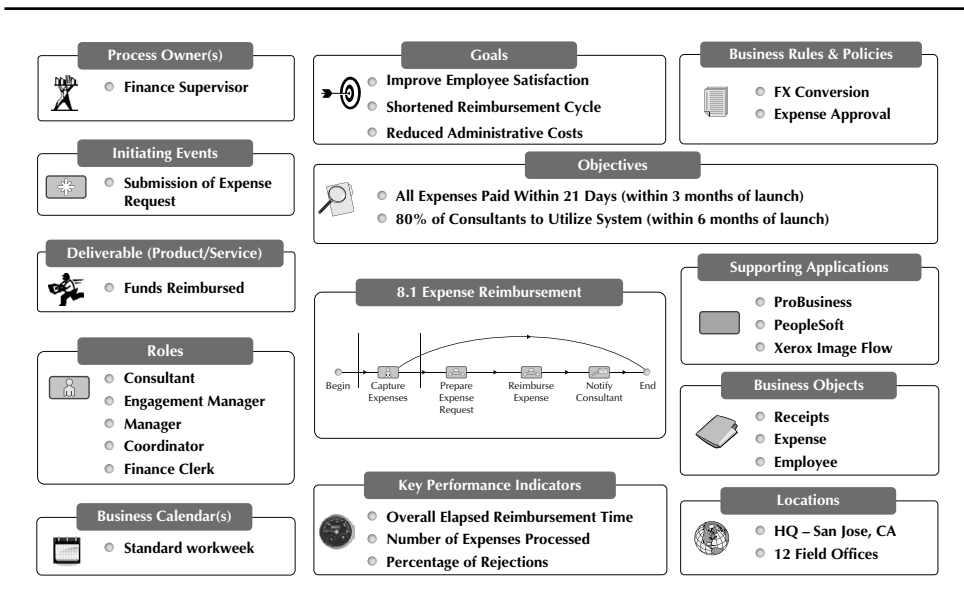 Process Owner(s)
Finance Supervisor
Initiating Events
Submission of Expense
Request
Deliverable (Product/Service)
Funds Reimbursed
Roles
Consultant
Engagement Manager
Manager
Coordinator
Finance Clerk
Business Calendar(s)
Standard workweek
Goals
Improve Employee Satisfaction
Shortened Reimbursement Cycle
Reduced Administrative Costs
Objectives
All Expenses Paid Within 21 Days (within 3 months of launch)
80% of Consultants to Utilize System (within 6 months of launch)
8.1 Expense Reimbursement
Begin
Capture
Expenses
Prepare
Expense
Request
Reimburse
Expense
Notify
Consultant
End
Key Performance Indicators
Overall Elapsed Reimbursement Time
Number of Expenses Processed
Percentage of Rejections
Business Rules & Policies
FX Conversion
Expense Approval
Supporting Applications
ProBusiness
PeopleSoft
Xerox Image Flow
Business Objects
Receipts
Expense
Employee
Locations
HQ – San Jose, CA
12 Field Offices